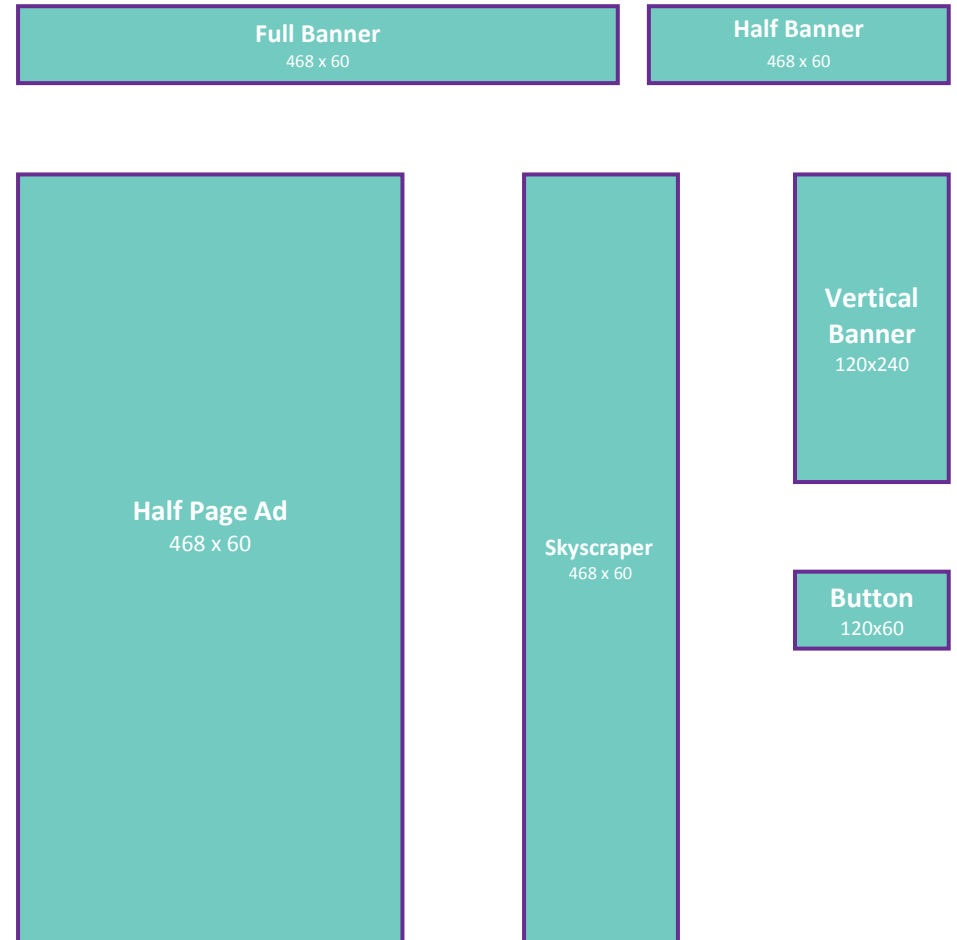 Full Banner
468 x 60
Half Banner
468 x 60
Half Page Ad
468 x 60
Skyscraper
468 x 60
Vertical
Banner
120x240
Button
120x60